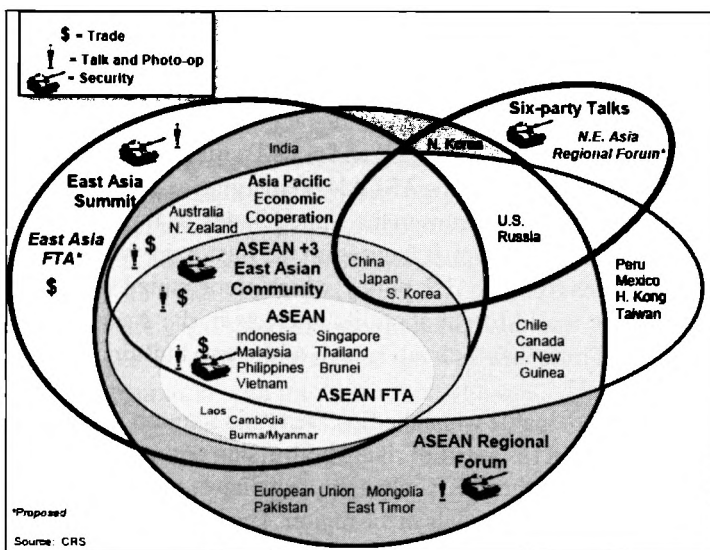 $ = Trade
= Talk and Photo-op
= Security
Six-party Talks
N.E. Asia
Regional Forum*
N. Korea
India
East Asia
Summit
Asia Pacific
Economic
Cooperation
Australia
N. Zealand
U.S.
Russia
East Asia
FTA*
$
$
ASEAN +3
East Asian
Community
China
Japan
S. Korea
Peru
Mexico
H. Kong
Taiwan
$
ASEAN
$
Indonesia Singapore
Malaysia Thailand
Philippines Brunei
Vietnam
Chile
Canada
P. New
Guinea
ASEAN FTA
Laos
Cambodia
Burma/Myanmar
ASEAN Regional
Forum
European Union Mongolia
Pakistan East Timor
*Proposed
Source: CRS